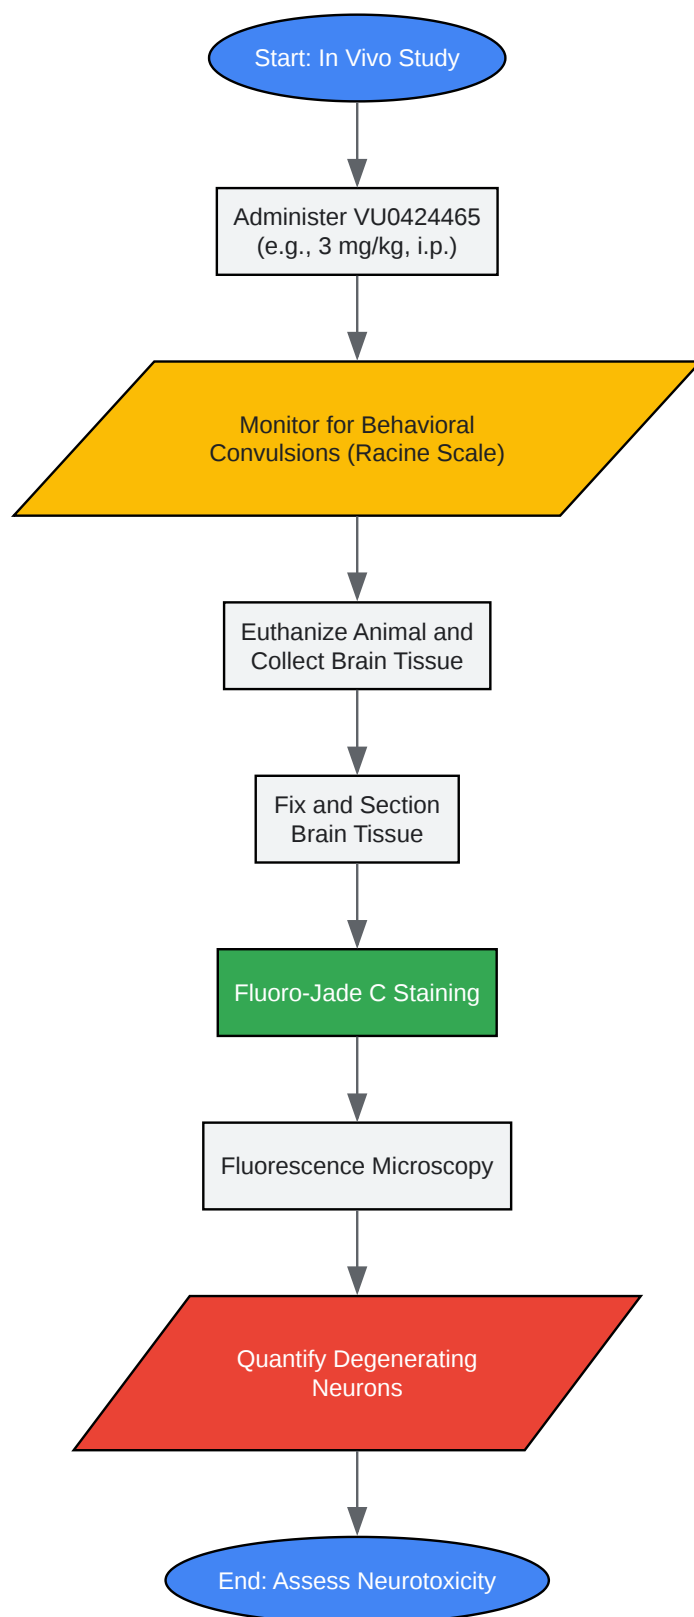 Start: In Vivo Study
Administer VU0424465
(e.g., 3 mg/kg, i.p.)
Monitor for Behavioral
Convulsions (Racine Scale)
Euthanize Animal and
Collect Brain Tissue
Fix and Section
Brain Tissue
Fluoro-Jade C Staining
Fluorescence Microscopy
Quantify Degenerating
Neurons
End: Assess Neurotoxicity